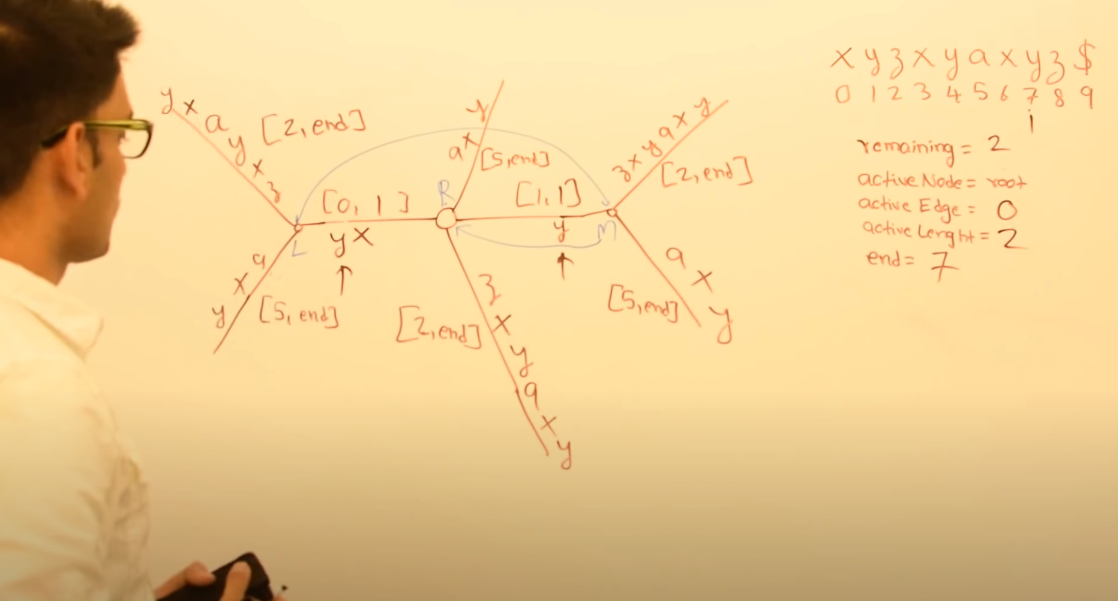 x y z x y a x y z $
0 1 2 3 4 5 6 7 8 9
i
remaining = 2
active Node = root
active Edge = 0
active Lenght = 2
end = 7
y x a y x z
[2, end]
y
a x
[5, end]
z x y a x y
[2, end]
R
[0, 1]
y x
[1, 1]
y
L
M
a x y
[5, end]
[2, end]
z x y a x y
[5, end]
a x y